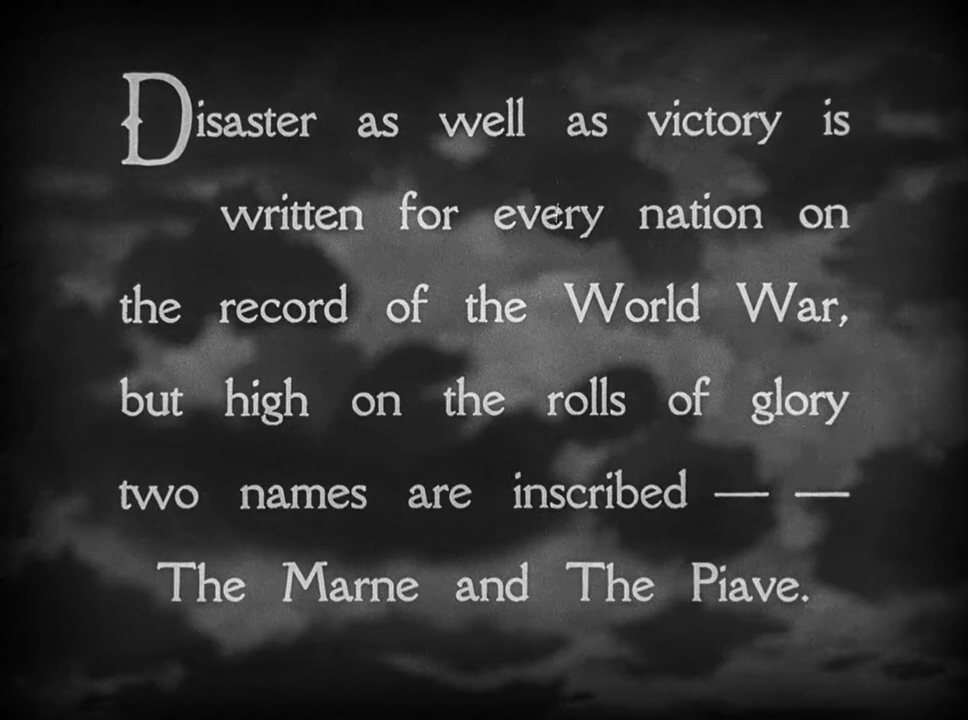 Disaster as well as victory is
written for every nation on
the record of the World War,
but high on the rolls of glory
two names are inscribed — —
The Marne and The Piave.